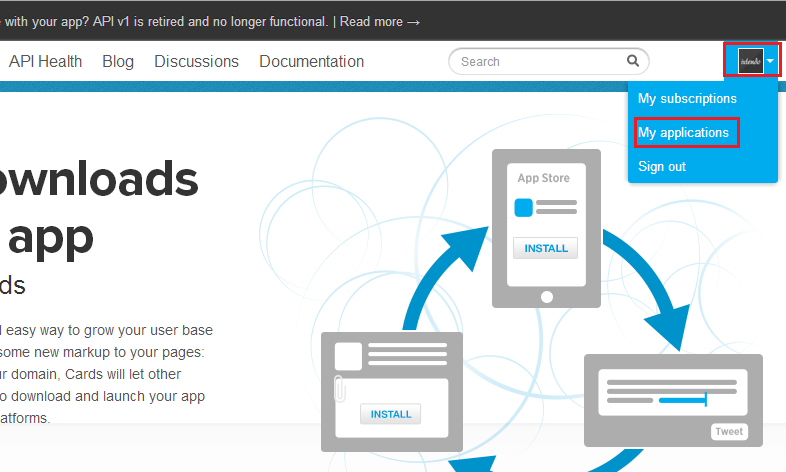 with your app? API v1 is retired and no longer functional. | Read more →
API Health Blog Discussions Documentation Search
My subscriptions
My applications
Sign out
ownloads
app
ds
App Store
INSTALL
l easy way to grow your user base
some new markup to your pages:
ur domain, Cards will let other
o download and launch your app
atforms.
INSTALL
Tweet